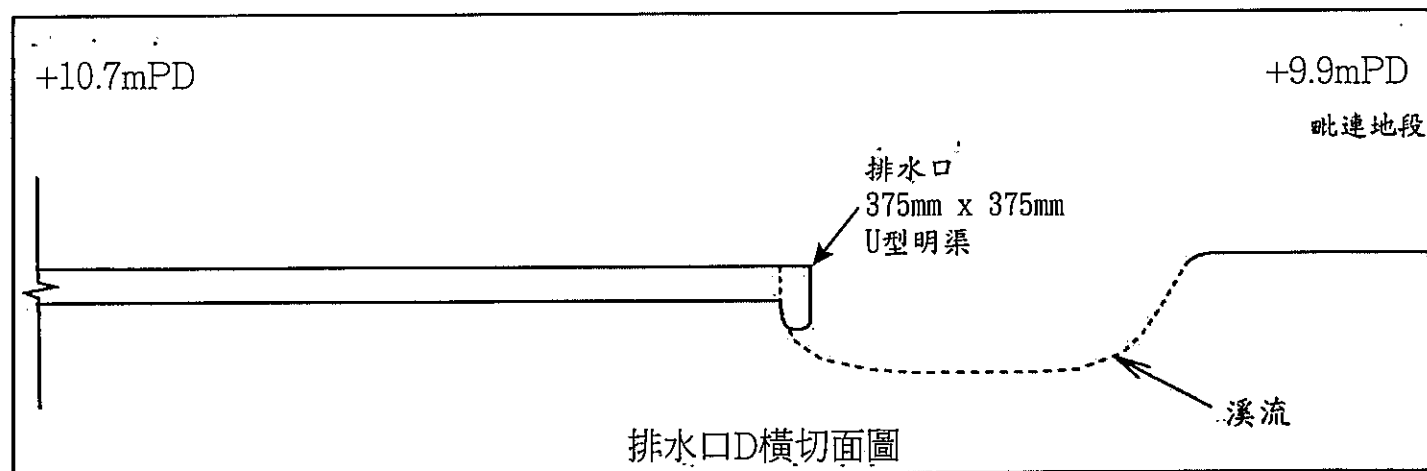 +10.7mPD
+9.9mPD
毗連地段
排水口
375mm x 375mm
U型明渠
溪流
排水口D橫切面圖